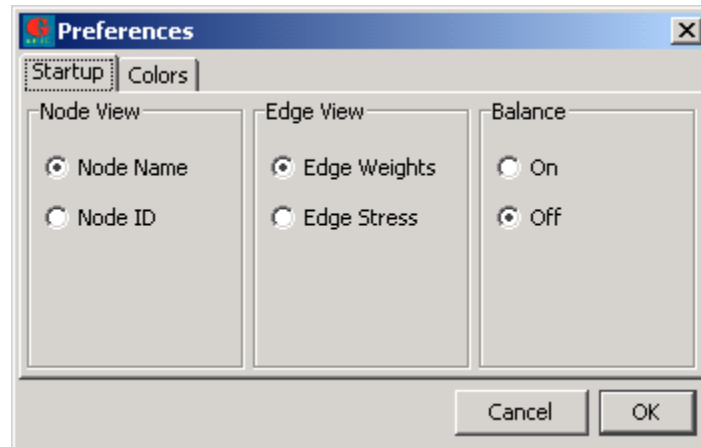 Preferences
Startup
Colors
Node View
Node Name
Node ID
Edge View
Edge Weights
Edge Stress
Balance
On
Off
Cancel
OK